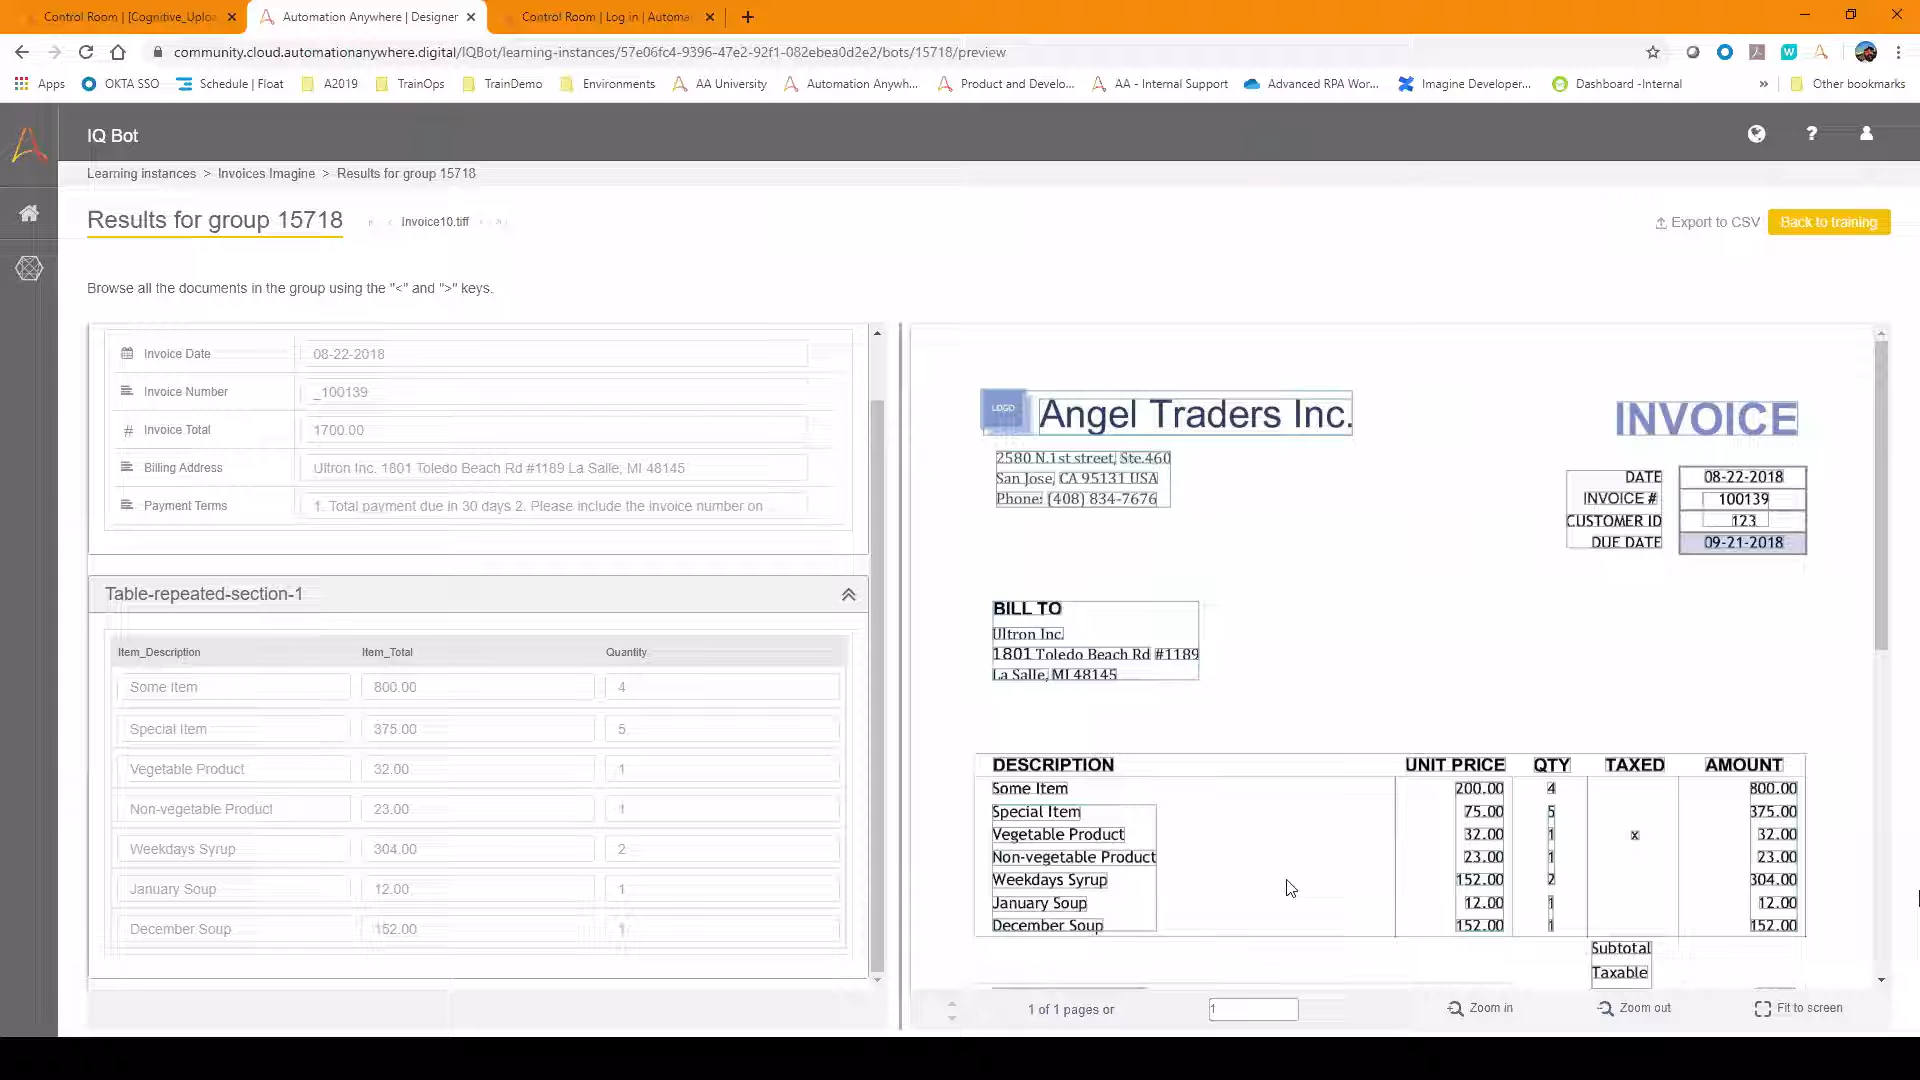 Control Room | [Cognitive_Uploa
Automation Anywhere | Designer
Control Room | Log in | Automa
community.cloud.automationanywhere.digital/IQBot/learning-instances/57e06fc4-9396-47e2-92f1-082ebea0d2e2/bots/15718/preview
Apps OKTA SSO Schedule | Float A2019 TrainOps TrainDemo Environments AA University Automation Anywh... Product and Develo... AA - Internal Support Advanced RPA Wor... Imagine Developer... Dashboard -Internal » Other bookmarks
IQ Bot
Learning instances > Invoices Imagine > Results for group 15718
Results for group 15718
Invoice10.tiff
Export to CSV
Back to training
Browse all the documents in the group using the "<" and ">" keys.
Invoice Date 08-22-2018
Invoice Number _100139
# Invoice Total 1700.00
Billing Address Ultron Inc. 1801 Toledo Beach Rd #1189 La Salle, MI 48145
Payment Terms 1. Total payment due in 30 days 2. Please include the invoice number on
Table-repeated-section-1
Item_Description Item_Total Quantity
Some Item 800.00 4
Special Item 375.00 5
Vegetable Product 32.00 1
Non-vegetable Product 23.00 1
Weekdays Syrup 304.00 2
January Soup 12.00 1
December Soup 152.00 1
LOGO
Angel Traders Inc.
INVOICE
2580 N.1st street, Ste.460
San Jose, CA 95131 USA
Phone: (408) 834-7676
DATE 08-22-2018
INVOICE # 100139
CUSTOMER ID 123
DUE DATE 09-21-2018
BILL TO
Ultron Inc.
1801 Toledo Beach Rd #1189
La Salle, MI 48145
DESCRIPTION UNIT PRICE QTY TAXED AMOUNT
Some Item 200.00 4 800.00
Special Item 75.00 5 375.00
Vegetable Product 32.00 1 x 32.00
Non-vegetable Product 23.00 1 23.00
Weekdays Syrup 152.00 2 304.00
January Soup 12.00 1 12.00
December Soup 152.00 1 152.00
Subtotal
Taxable
1 of 1 pages or 1
Zoom in
Zoom out
Fit to screen